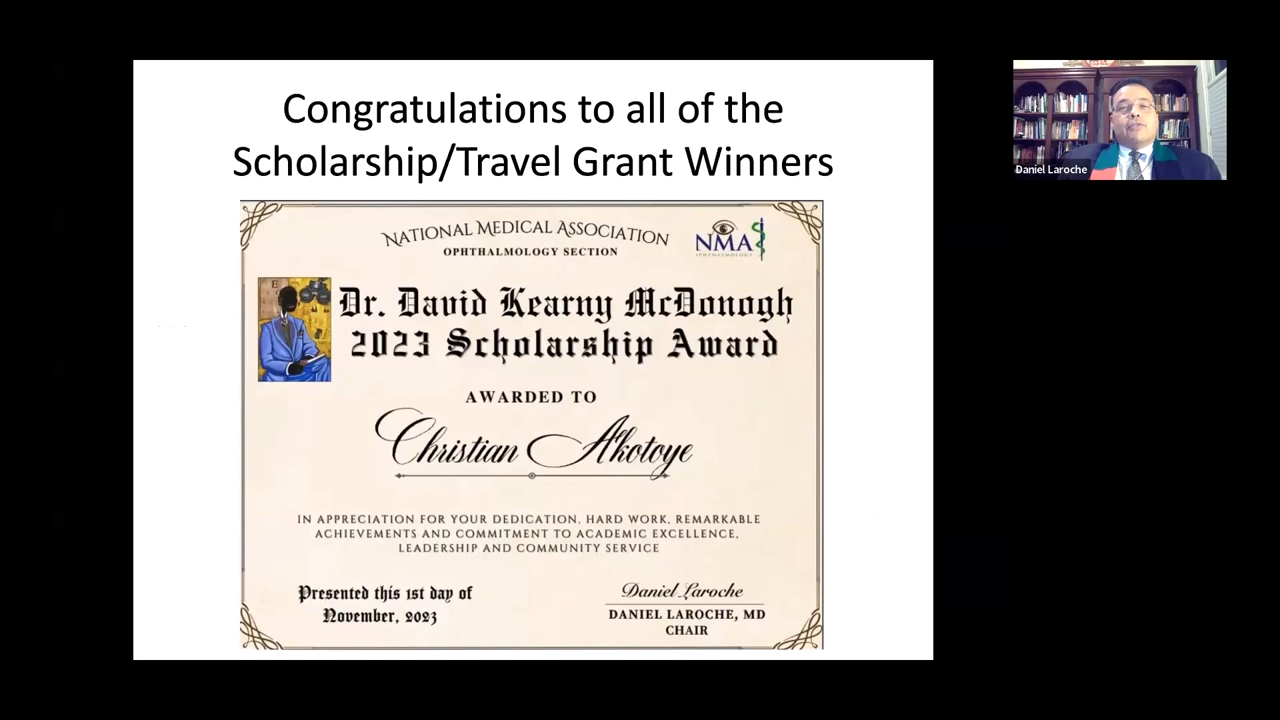 Congratulations to all of the
Scholarship/Travel Grant Winners
NATIONAL MEDICAL ASSOCIATION
OPHTHALMOLOGY SECTION
NMA
OPHTHALMOLOGY
Dr. David Kearny McDonogh
2023 Scholarship Award
AWARDED TO
Christian Akotoye
IN APPRECIATION FOR YOUR DEDICATION, HARD WORK, REMARKABLE
ACHIEVEMENTS AND COMMITMENT TO ACADEMIC EXCELLENCE,
LEADERSHIP AND COMMUNITY SERVICE
Presented this 1st day of
November, 2023
Daniel Laroche
DANIEL LAROCHE, MD
CHAIR
Daniel Laroche